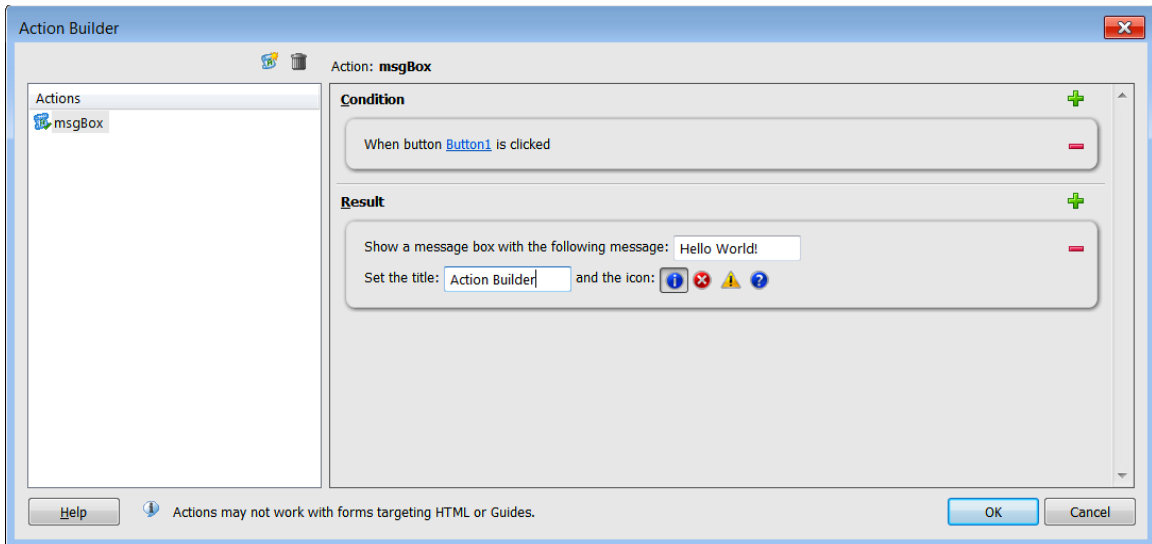 Action Builder
Action: msgBox
Actions
msgBox
Condition
When button Button1 is clicked
Result
Show a message box with the following message: Hello World!
Set the title: Action Builder and the icon:
Help
Actions may not work with forms targeting HTML or Guides.
OK
Cancel